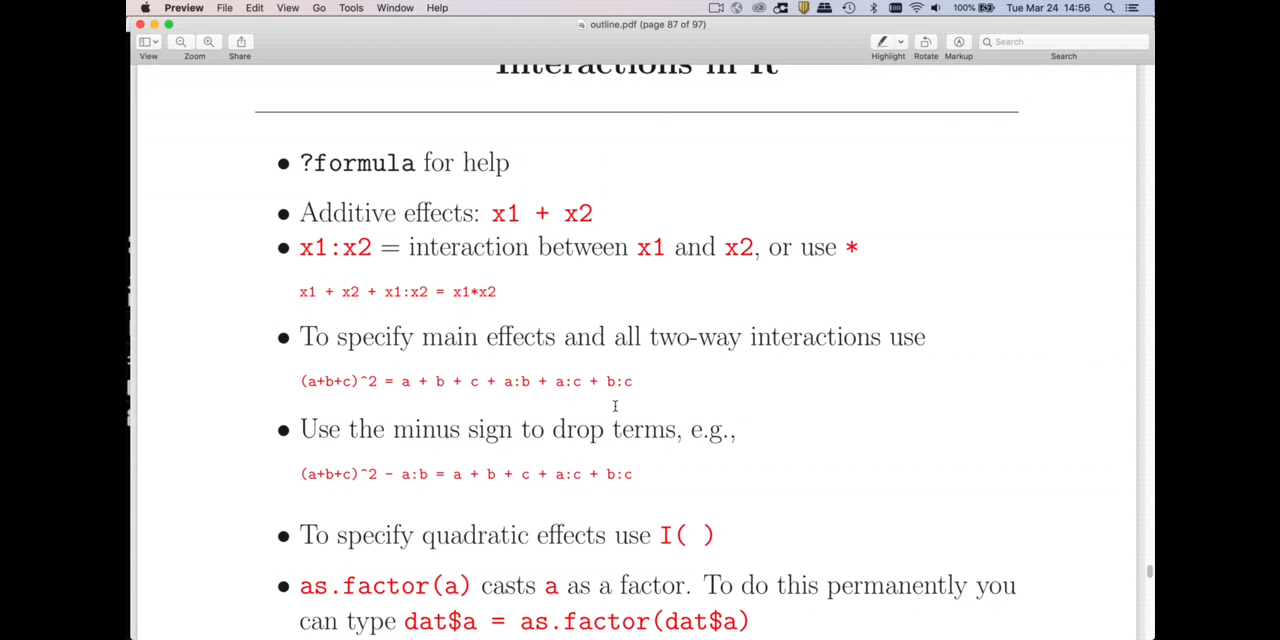 Preview File Edit View Go Tools Window Help 100% Tue Mar 24 14:56
outline.pdf (page 87 of 97)
View Zoom Share Highlight Rotate Markup Search
Search
Interactions in R
• ?formula for help
• Additive effects: x1 + x2
• x1:x2 = interaction between x1 and x2, or use *
x1 + x2 + x1:x2 = x1*x2
• To specify main effects and all two-way interactions use
(a+b+c)^2 = a + b + c + a:b + a:c + b:c
• Use the minus sign to drop terms, e.g.,
(a+b+c)^2 - a:b = a + b + c + a:c + b:c
• To specify quadratic effects use I( )
• as.factor(a) casts a as a factor. To do this permanently you
can type dat$a = as.factor(dat$a)